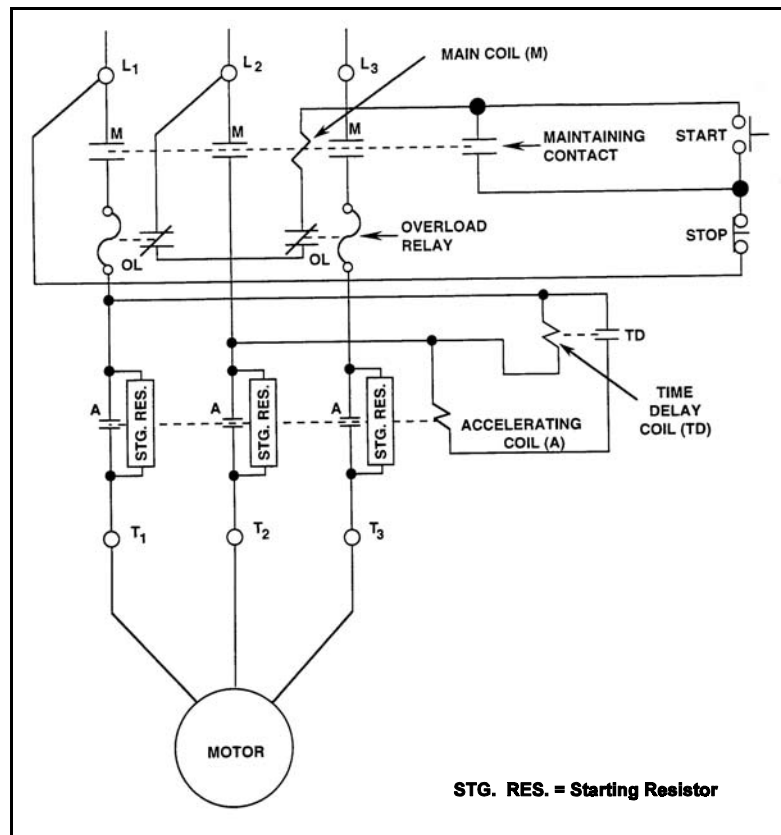 L1
L2
L3
MAIN COIL (M)
M
M
M
MAINTAINING
CONTACT
START
OVERLOAD
RELAY
STOP
OL
OL
TD
TIME
DELAY
COIL (TD)
A
STG. RES.
A
STG. RES.
A
STG. RES.
ACCELERATING
COIL (A)
T1
T2
T3
MOTOR
STG. RES. = Starting Resistor